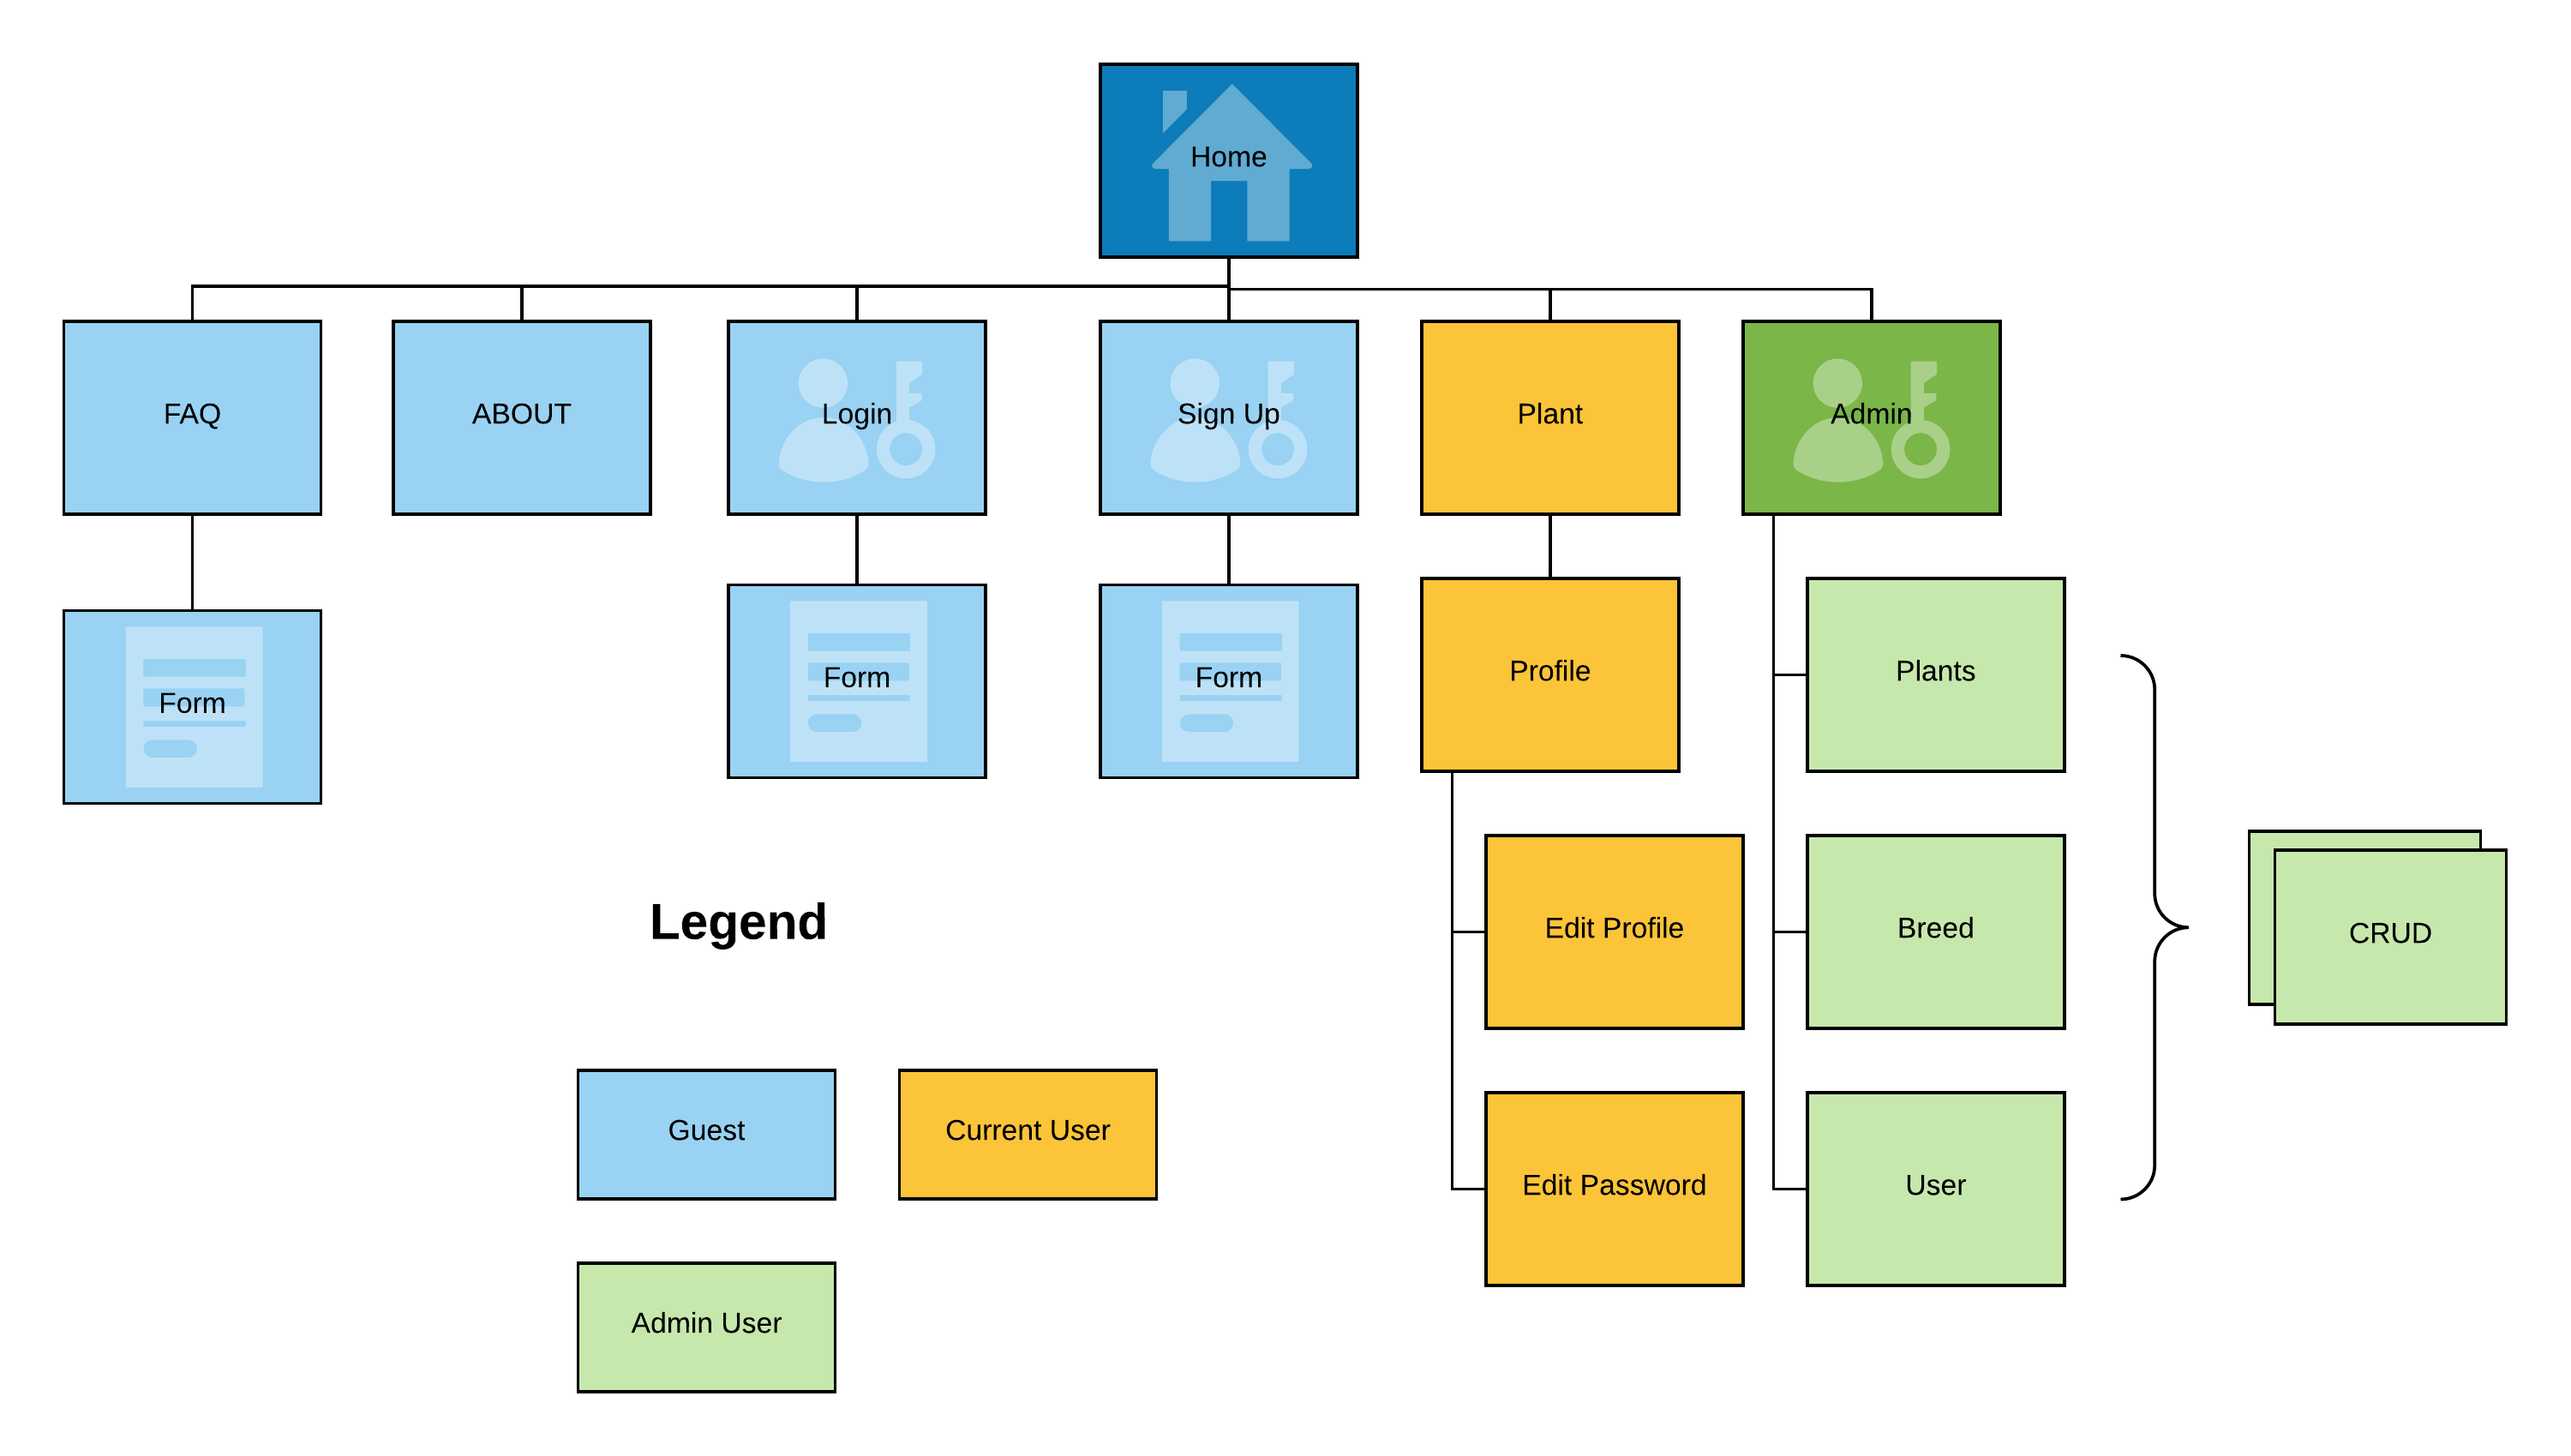 Home
FAQ
ABOUT
Login
Sign Up
Plant
Admin
Form
Form
Form
Profile
Plants
Edit Profile
Breed
CRUD
Edit Password
User
Legend
Guest
Current User
Admin User